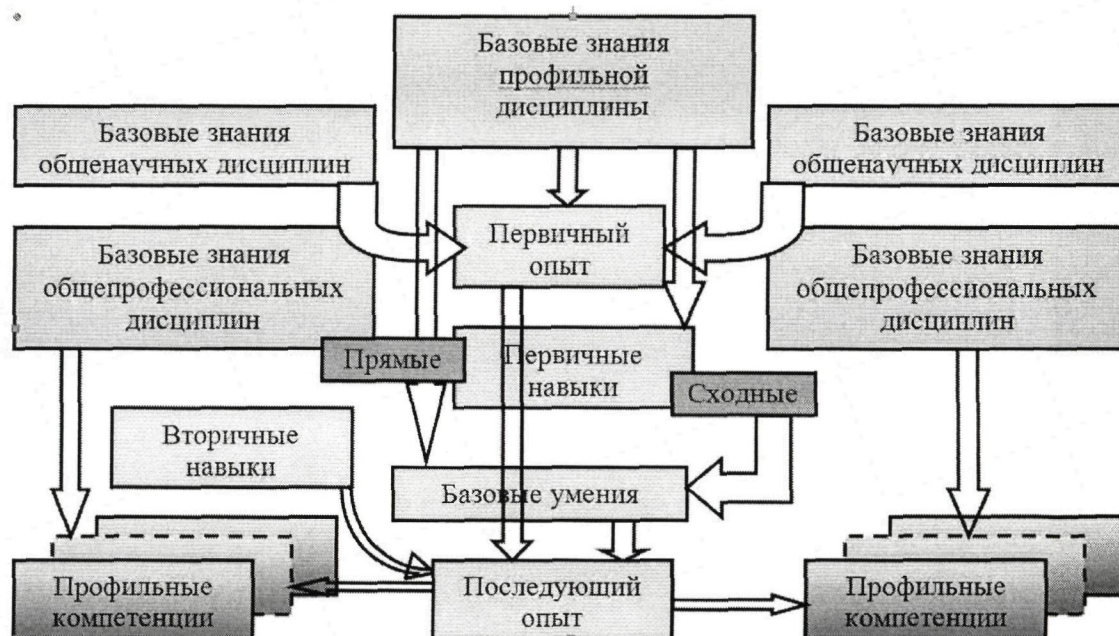 Базовые знания
профильной
дисциплины
Базовые знания
общенаучных дисциплин
Базовые знания
общенаучных дисциплин
Первичный
опыт
Базовые знания
общепрофессиональных
дисциплин
Базовые знания
общепрофессиональных
дисциплин
Прямые
Первичные
навыки
Сходные
Вторичные
навыки
Базовые умения
Профильные
компетенции
Последующий
опыт
Профильные
компетенции